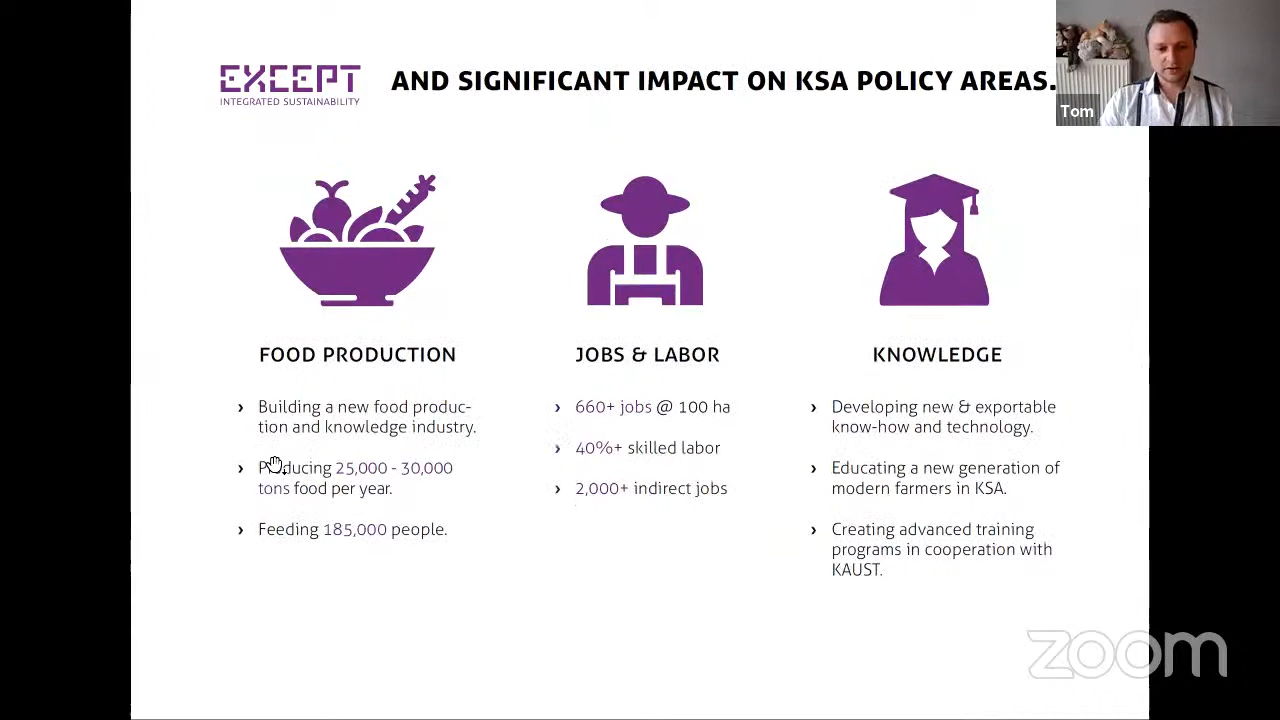 EXCEPT
INTEGRATED SUSTAINABILITY
AND SIGNIFICANT IMPACT ON KSA POLICY AREAS.
Tom
FOOD PRODUCTION
› Building a new food produc-
tion and knowledge industry.
› Producing 25,000 - 30,000
tons food per year.
› Feeding 185,000 people.
JOBS & LABOR
› 660+ jobs @ 100 ha
› 40%+ skilled labor
› 2,000+ indirect jobs
KNOWLEDGE
› Developing new & exportable
know-how and technology.
› Educating a new generation of
modern farmers in KSA.
› Creating advanced training
programs in cooperation with
KAUST.
zoom